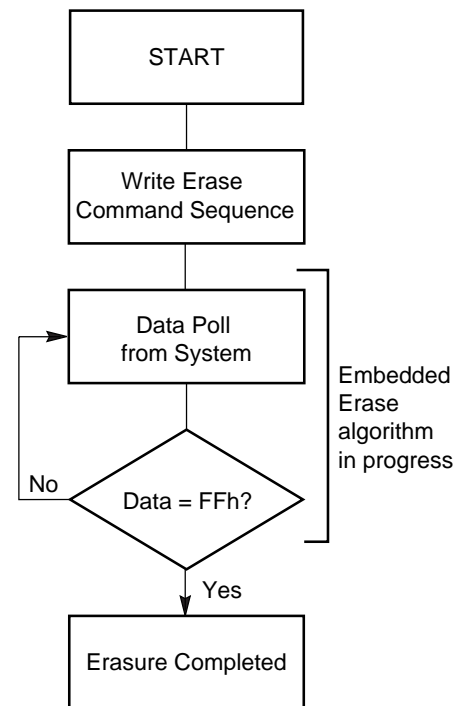 START
Write Erase
Command Sequence
Data Poll
from System
Embedded
Erase
algorithm
in progress
No
Data = FFh?
Yes
Erasure Completed